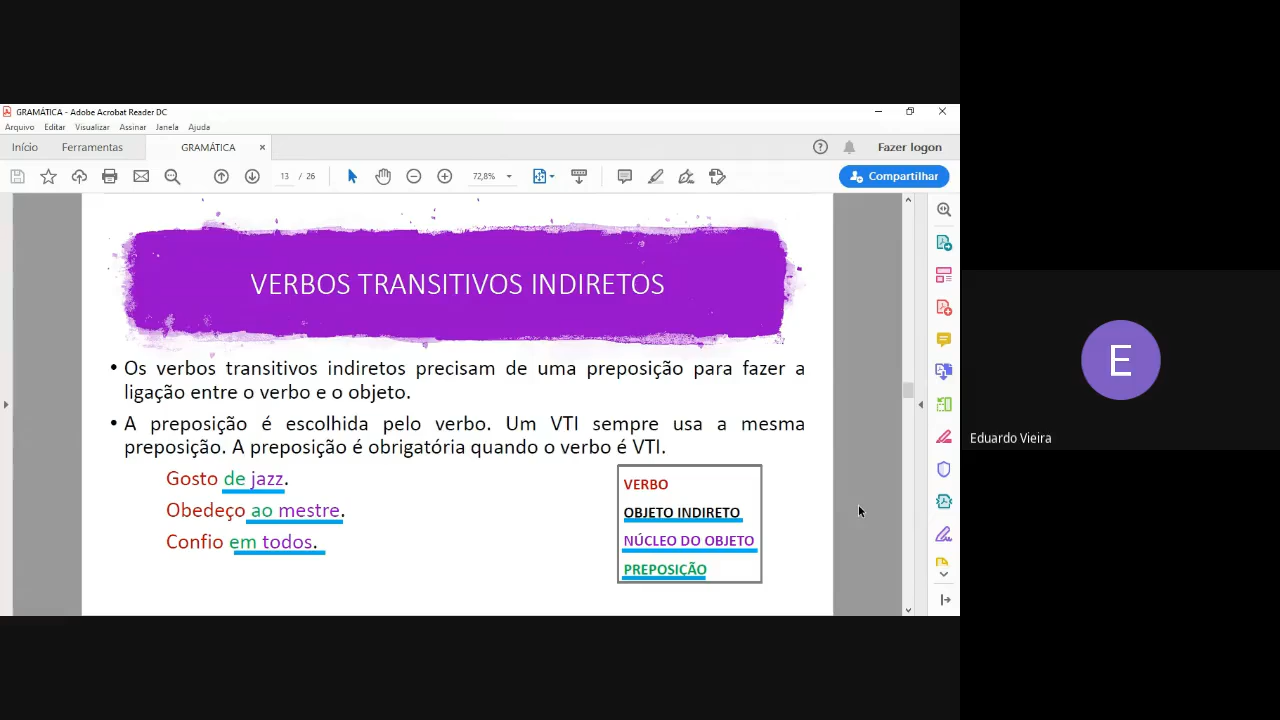 GRAMÁTICA - Adobe Acrobat Reader DC
Arquivo Editar Visualizar Assinar Janela Ajuda
Início Ferramentas GRAMÁTICA × Fazer logon
13 / 26 72,8% Compartilhar
VERBOS TRANSITIVOS INDIRETOS
• Os verbos transitivos indiretos precisam de uma preposição para fazer a
ligação entre o verbo e o objeto.
• A preposição é escolhida pelo verbo. Um VTI sempre usa a mesma
preposição. A preposição é obrigatória quando o verbo é VTI.
Gosto de jazz.
Obedeço ao mestre.
Confio em todos.
VERBO
OBJETO INDIRETO
NÚCLEO DO OBJETO
PREPOSIÇÃO
E
Eduardo Vieira